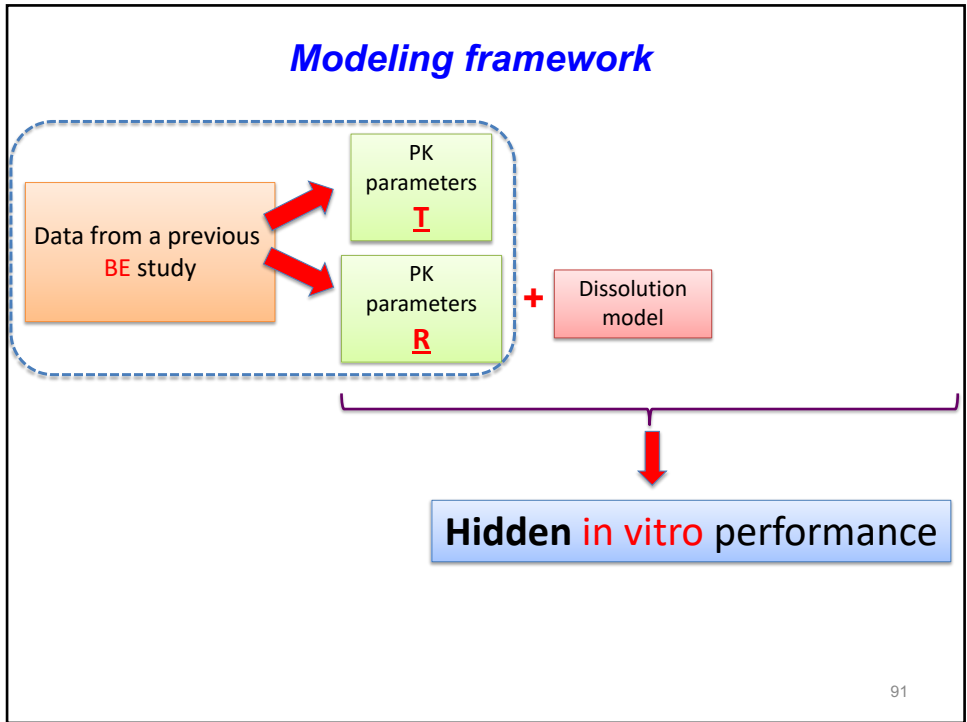 Modeling framework
Data from a previous
BE study
PK
parameters
T
PK
parameters
R
+
Dissolution
model
Hidden in vitro performance
91